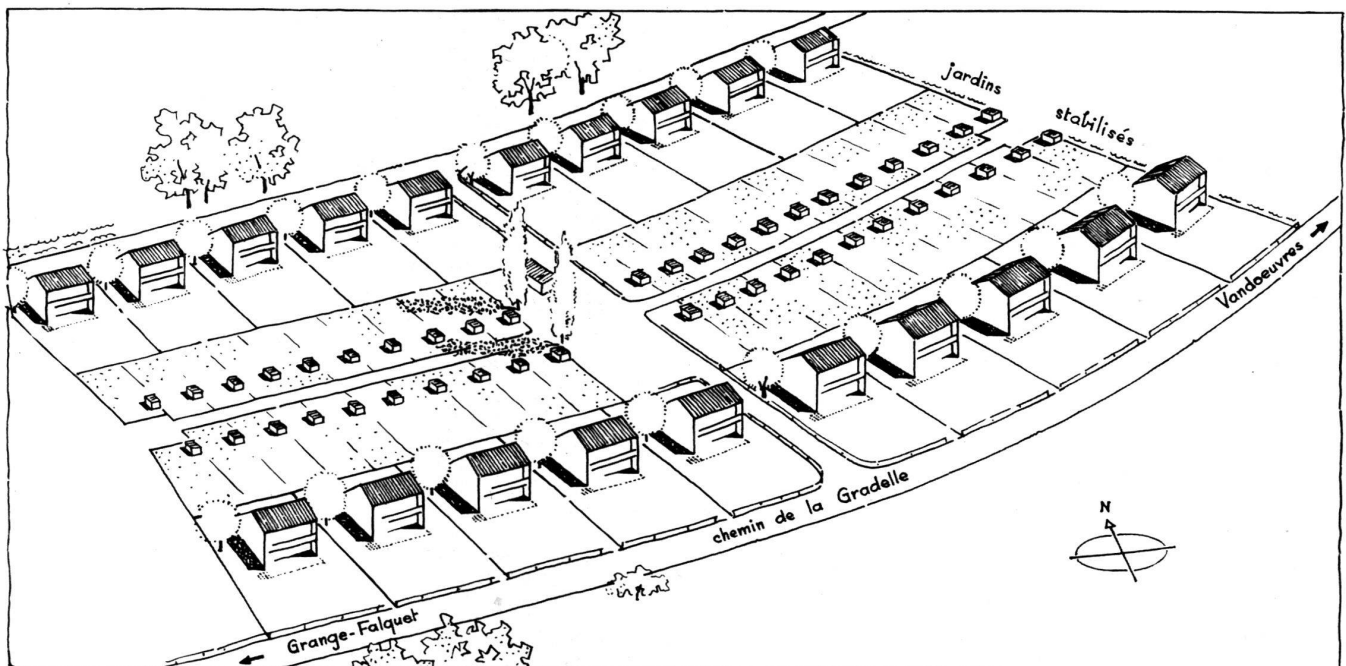 jardins
stabilisés
Vandoeuvres
chemin de la Gradelle
N
Grange-Falquet